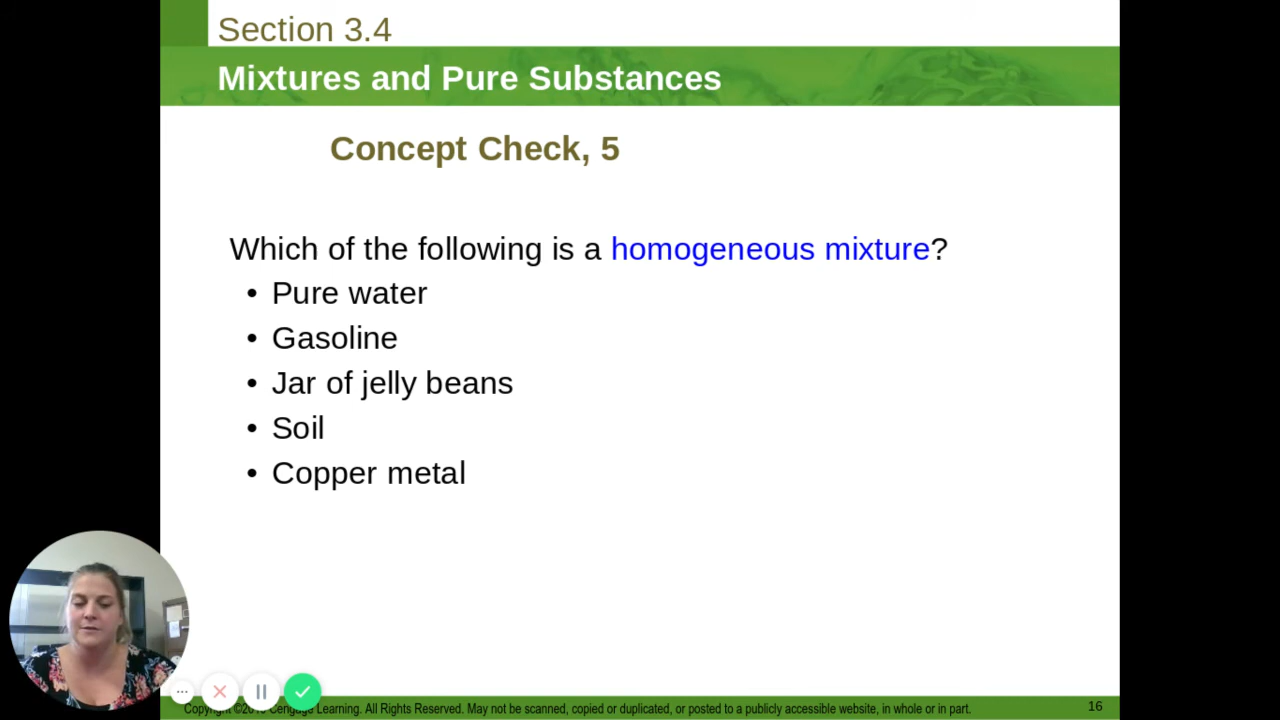 Section 3.4
Mixtures and Pure Substances
Concept Check, 5
Which of the following is a homogeneous mixture?
• Pure water
• Gasoline
• Jar of jelly beans
• Soil
• Copper metal
Learning. All Rights Reserved. May not be scanned, copied or duplicated, or posted to a publicly accessible website, in whole or in part.
16